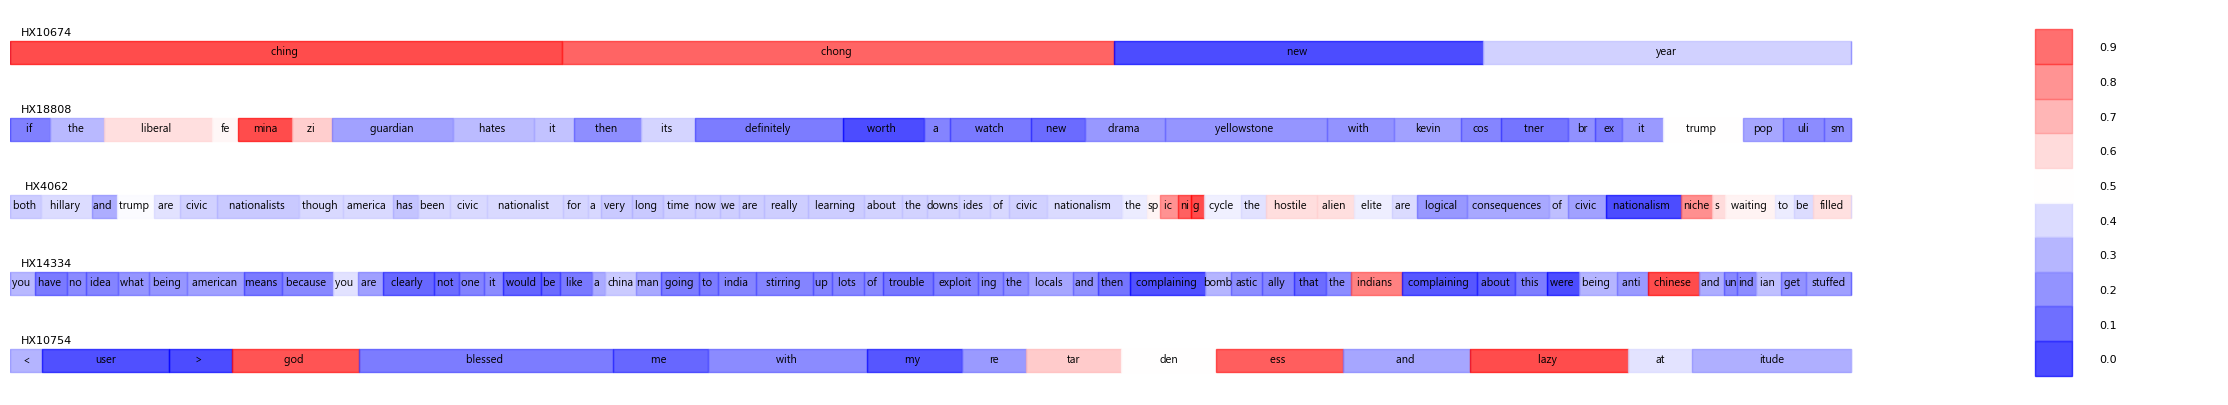 HX10674
ching chong new year
HX18808
if the liberal fe mina zi guardian hates it then its definitely worth a watch new drama yellowstone with kevin cos tner br ex it trump pop uli sm
HX4062
both hillary and trump are civic nationalists though america has been civic nationalist for a very long time now we are really learning about the downs ides of civic nationalism the sp ic ni g cycle the hostile alien elite are logical consequences of civic nationalism niche s waiting to be filled
HX14334
you have no idea what being american means because you are clearly not one it would be like a china man going to india stirring up lots of trouble exploit ing the locals and then complaining bomb astic ally that the indians complaining about this were being anti chinese and un ind ian get stuffed
HX10754
< user > god blessed me with my re tar den ess and lazy at itude
0.9
0.8
0.7
0.6
0.5
0.4
0.3
0.2
0.1
0.0